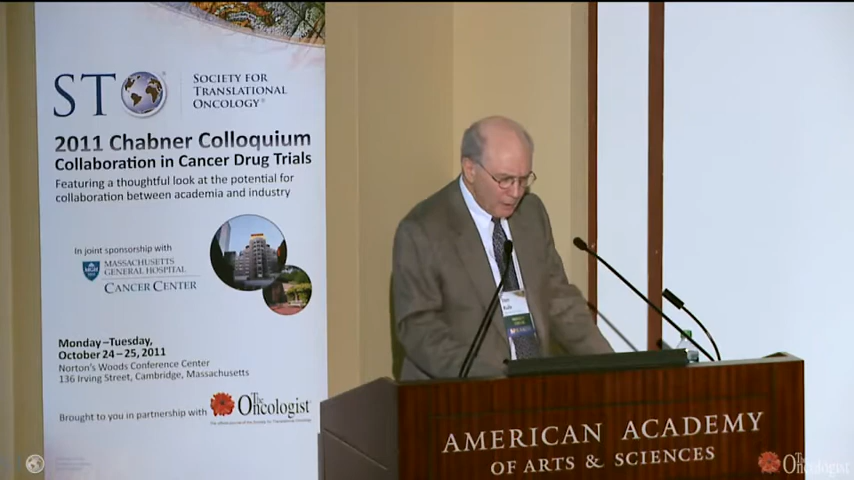 STO
SOCIETY FOR
TRANSLATIONAL
ONCOLOGY®
2011 Chabner Colloquium
Collaboration in Cancer Drug Trials
Featuring a thoughtful look at the potential for
collaboration between academia and industry
In joint sponsorship with
MGH
MASSACHUSETTS
GENERAL HOSPITAL
CANCER CENTER
Monday–Tuesday,
October 24–25, 2011
Norton's Woods Conference Center
136 Irving Street, Cambridge, Massachusetts
Brought to you in partnership with
The
Oncologist®
AMERICAN ACADEMY
OF ARTS & SCIENCES
The
Oncologist